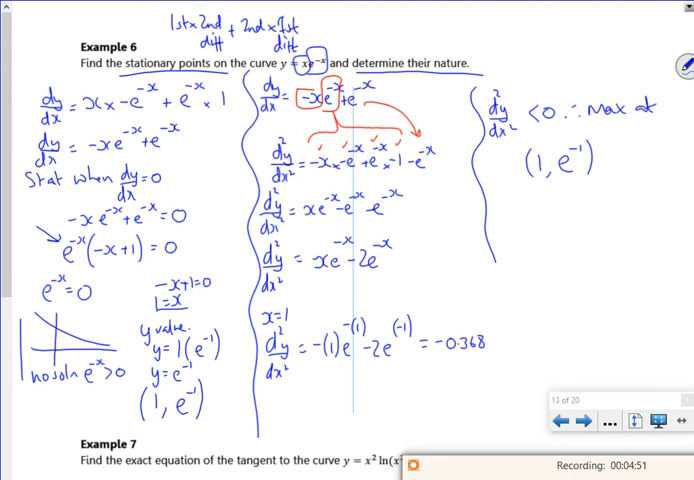 1st x 2nd diff + 2nd x 1st diff
Example 6
Find the stationary points on the curve y = xe⁻ˣ and determine their nature.
dy/dx = x x -e⁻ˣ + e⁻ˣ x 1
dy/dx = -xe⁻ˣ + e⁻ˣ
Stat when dy/dx = 0
-xe⁻ˣ + e⁻ˣ = 0
e⁻ˣ(-x+1) = 0
e⁻ˣ = 0
-x+1=0
1=x
no soln e⁻ˣ > 0
y value.
y = 1(e⁻¹)
y = e⁻¹
(1, e⁻¹)
dy/dx = -xe⁻ˣ + e⁻ˣ
d²y/dx² = -x x -e⁻ˣ + e⁻ˣ x -1 - e⁻ˣ
d²y/dx² = xe⁻ˣ - e⁻ˣ - e⁻ˣ
d²y/dx² = xe⁻ˣ - 2e⁻ˣ
x=1
d²y/dx² = -(1)e⁻⁽¹⁾ - 2e⁽⁻¹⁾ = -0.368
d²y/dx² < 0 ∴ Max at
(1, e⁻¹)
13 of 20
...
Example 7
Find the exact equation of the tangent to the curve y = x² ln(x
Recording: 00:04:51